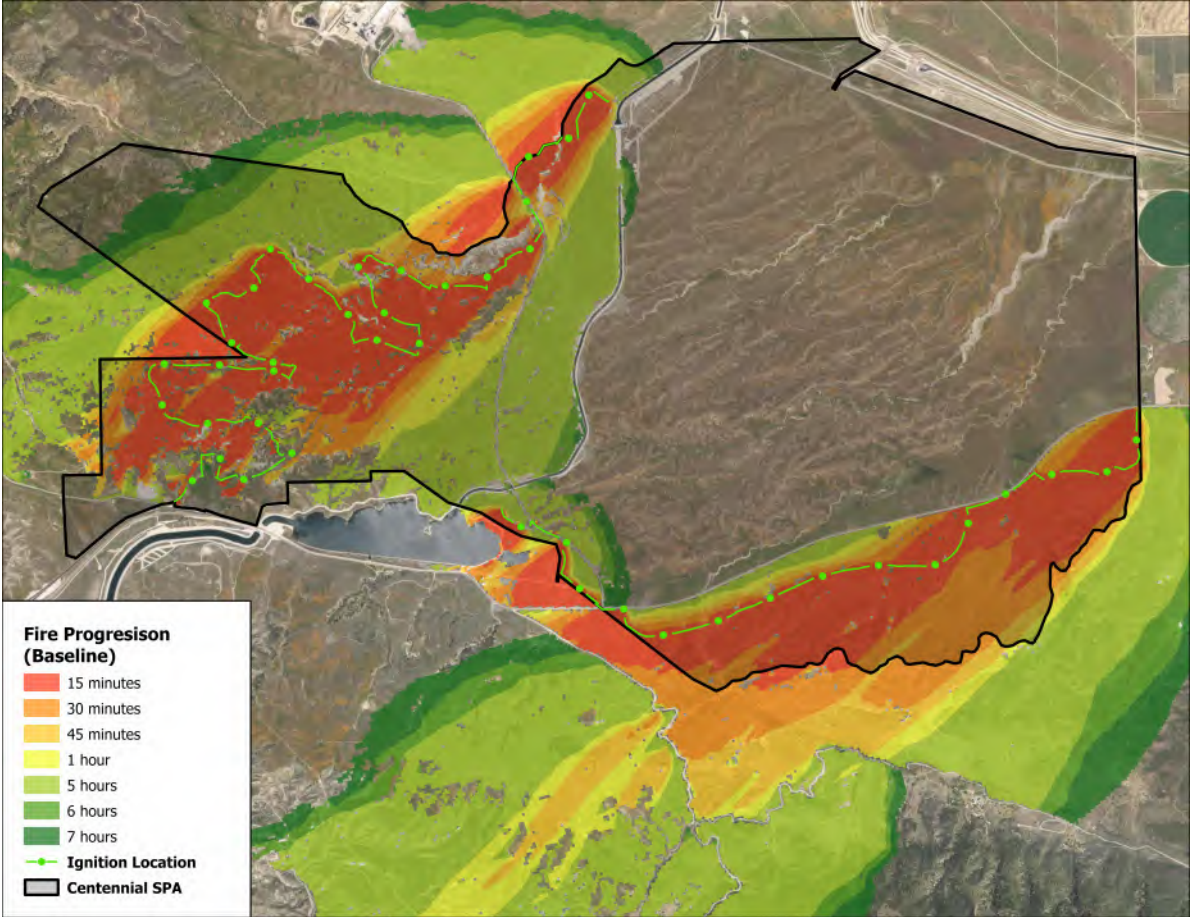 Fire Progresison
(Baseline)
15 minutes
30 minutes
45 minutes
1 hour
5 hours
6 hours
7 hours
Ignition Location
Centennial SPA